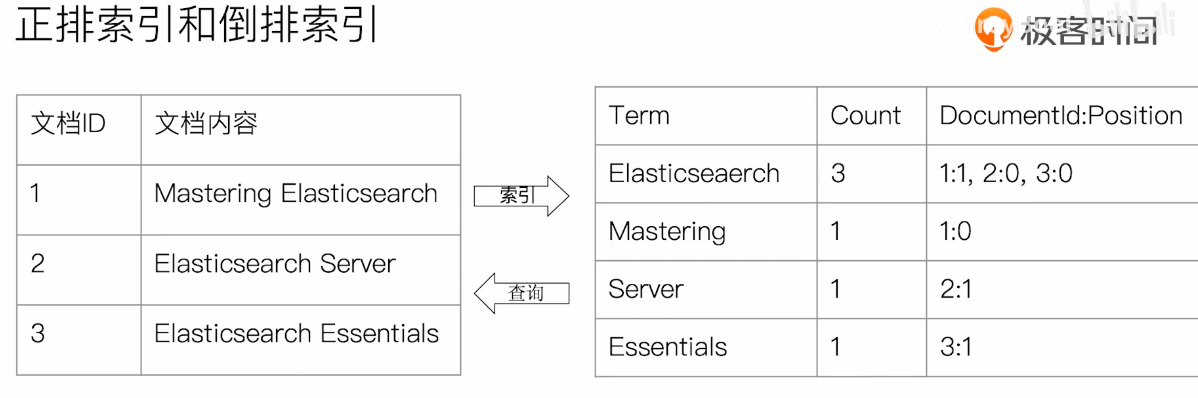 正排索引和倒排索引
极客时间
文档ID 文档内容
1 Mastering Elasticsearch
2 Elasticsearch Server
3 Elasticsearch Essentials
索引
查询
Term Count DocumentId:Position
Elasticseaerch 3 1:1, 2:0, 3:0
Mastering 1 1:0
Server 1 2:1
Essentials 1 3:1